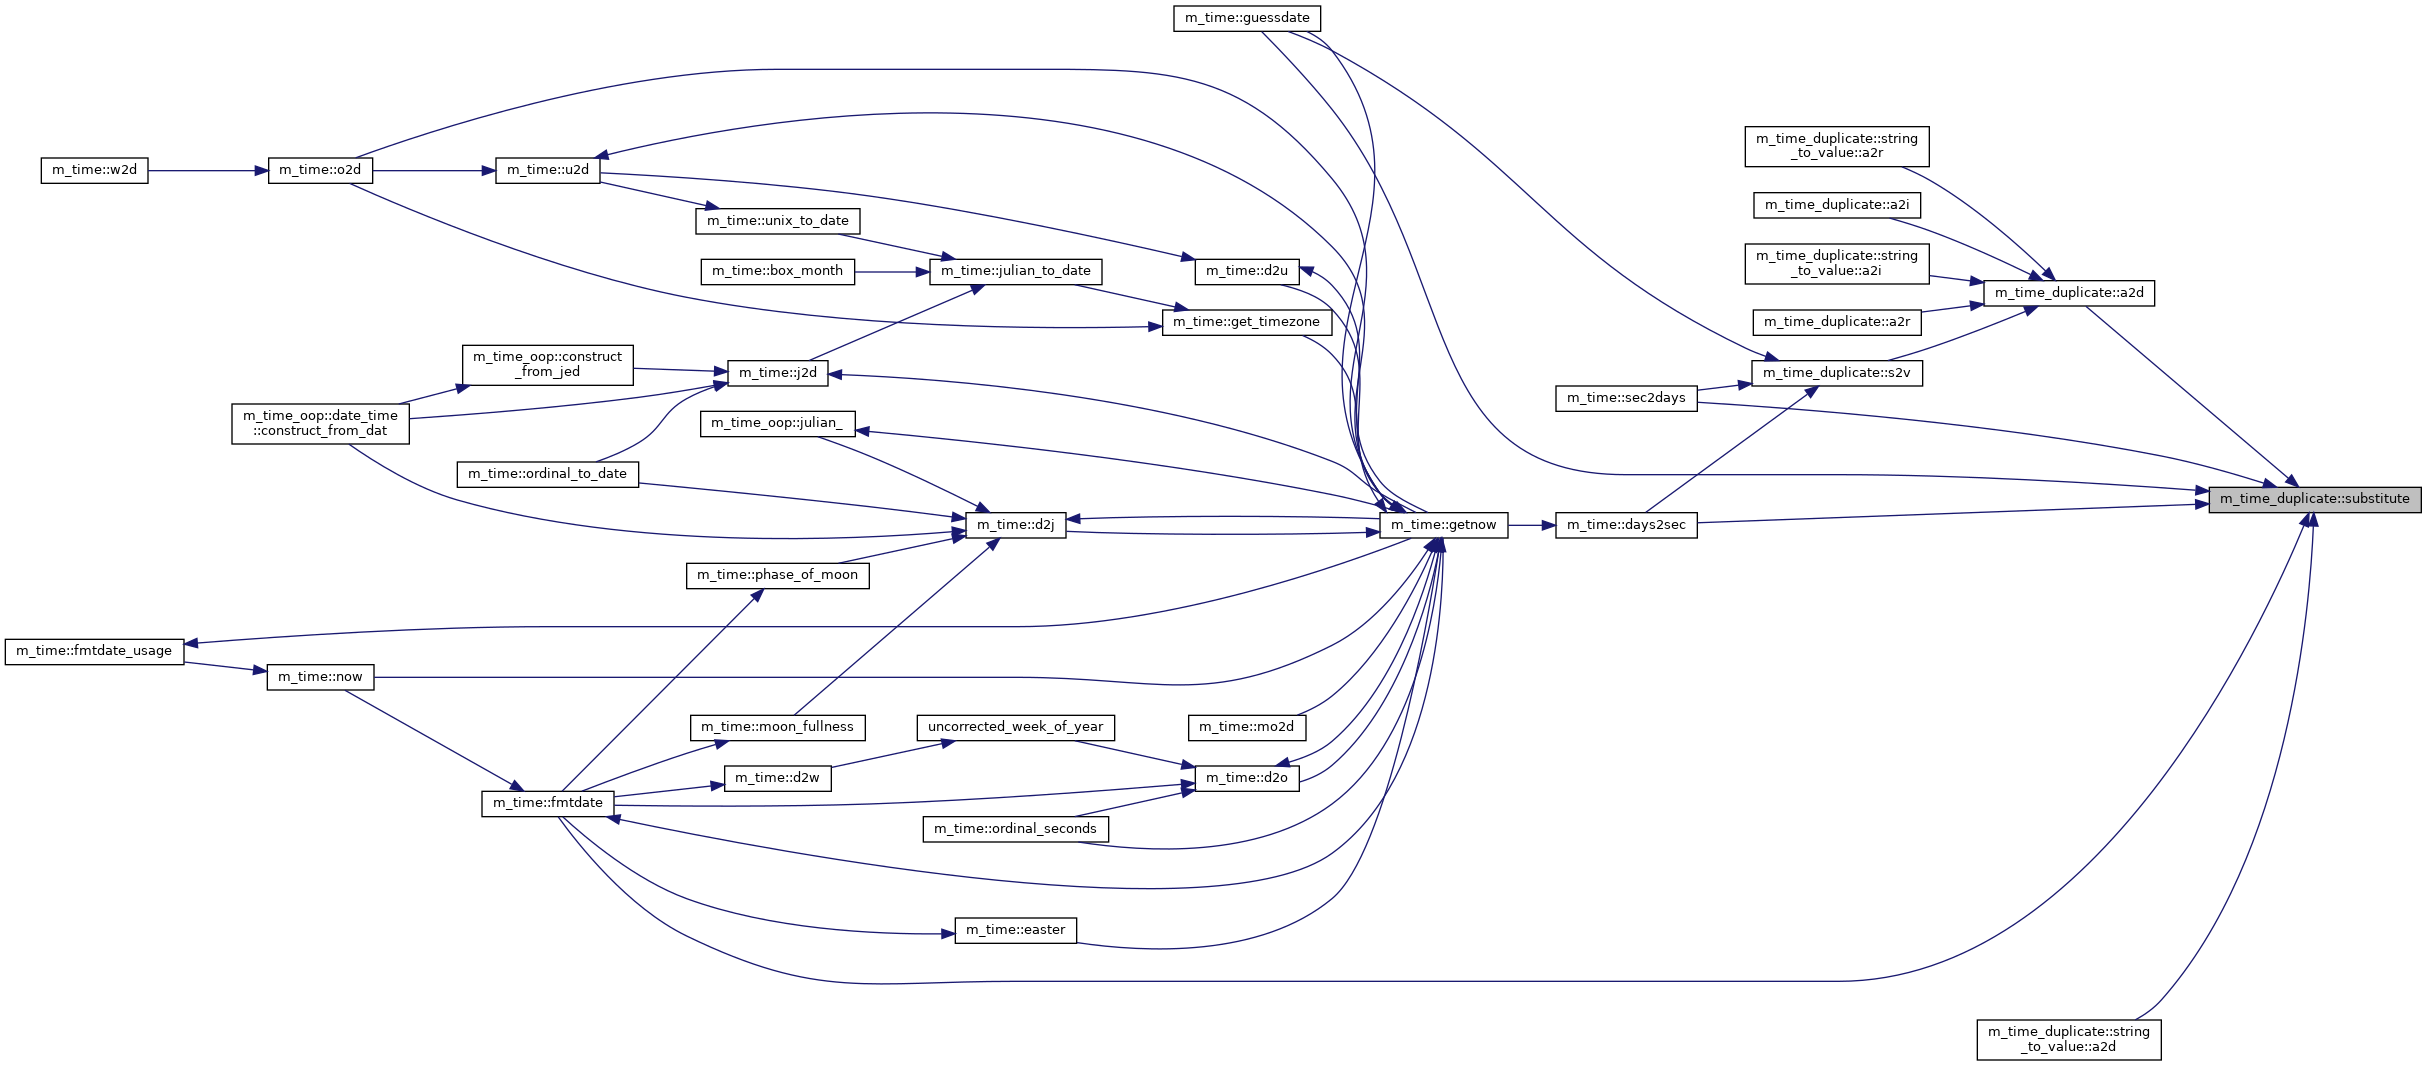 m_time::guessdate
m_time_duplicate::string
_to_value::a2r
m_time::w2d
m_time::o2d
m_time::u2d
m_time_duplicate::a2i
m_time::unix_to_date
m_time_duplicate::string
_to_value::a2i
m_time::box_month
m_time::julian_to_date
m_time::d2u
m_time_duplicate::a2d
m_time::get_timezone
m_time_duplicate::a2r
m_time_oop::construct
_from_jed
m_time::j2d
m_time_duplicate::s2v
m_time::sec2days
m_time_oop::date_time
::construct_from_dat
m_time_oop::julian_
m_time::ordinal_to_date
m_time_duplicate::substitute
m_time::d2j
m_time::getnow
m_time::days2sec
m_time::phase_of_moon
m_time::fmtdate_usage
m_time::now
m_time::moon_fullness
uncorrected_week_of_year
m_time::mo2d
m_time::d2w
m_time::d2o
m_time::fmtdate
m_time::ordinal_seconds
m_time::easter
m_time_duplicate::string
_to_value::a2d